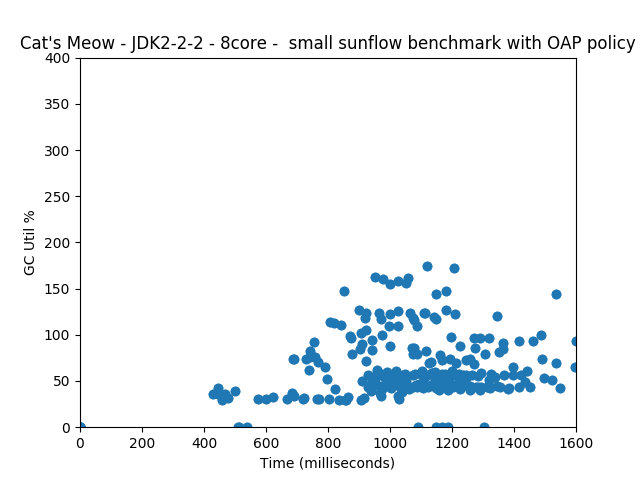 Cat's Meow - JDK2-2-2 - 8core -  small sunflow benchmark with OAP policy
400
350
300
250
200
150
100
50
0
GC Util %
0 200 400 600 800 1000 1200 1400 1600
Time (milliseconds)